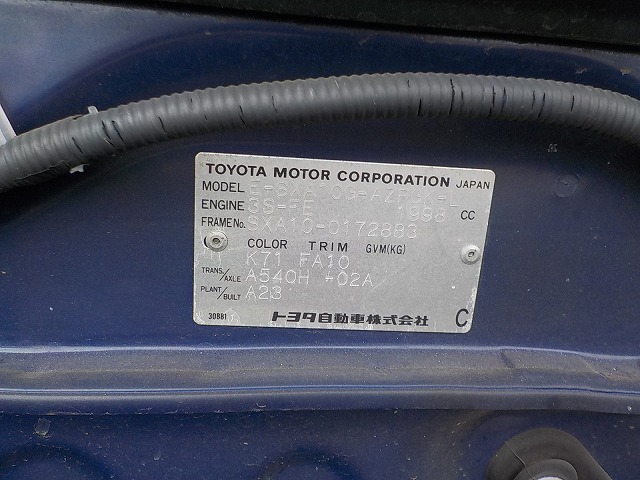 TOYOTA MOTOR CORPORATION JAPAN
MODEL
ENGINE 3S-FE 1998 CC
FRAME No. SXA10-0172883
COLOR TRIM GVM(KG)
K71 FA10
TRANS./AXLE A540H -02A
PLANT/BUILT A23
30881 トヨタ自動車株式会社 C